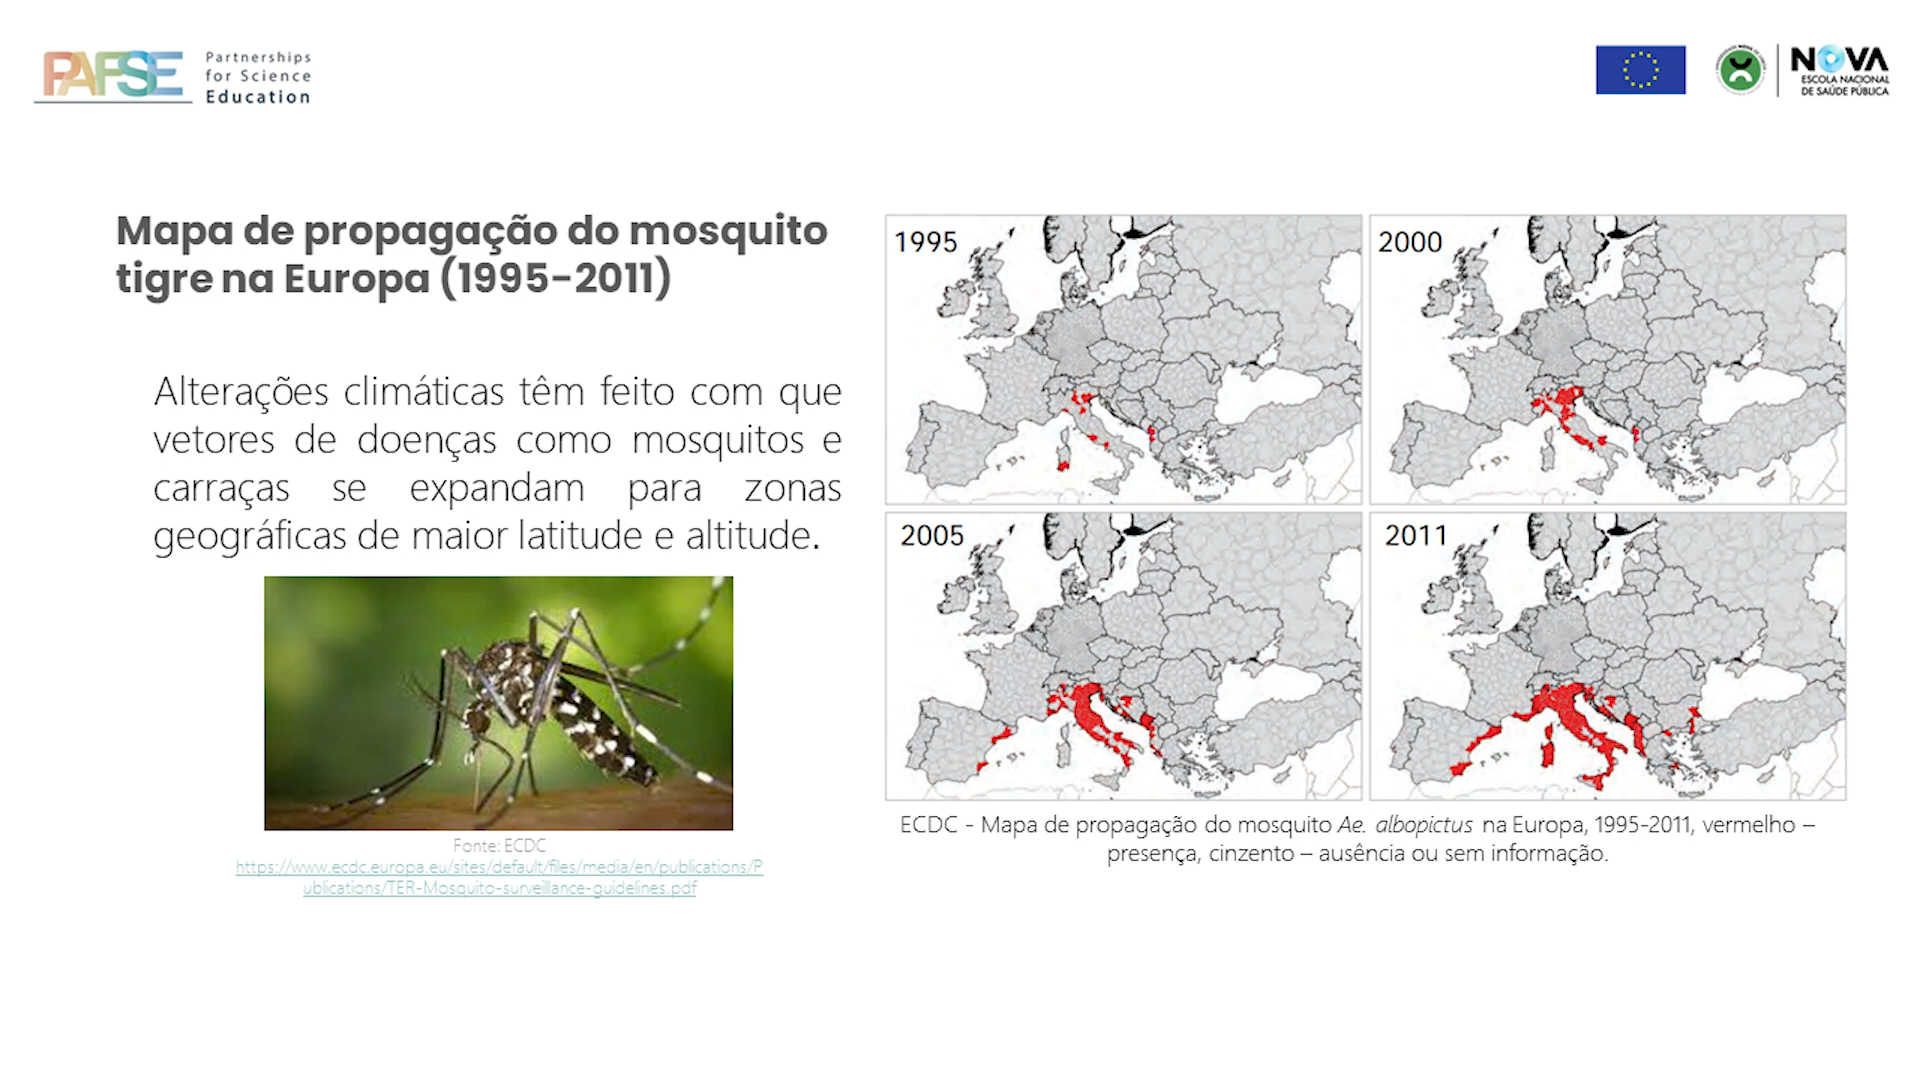 PAFSE
Partnerships
for Science
Education
NOVA
ESCOLA NACIONAL
DE SAÚDE PÚBLICA
Mapa de propagação do mosquito
tigre na Europa (1995-2011)
Alterações climáticas têm feito com que
vetores de doenças como mosquitos e
carraças se expandam para zonas
geográficas de maior latitude e altitude.
Fonte: ECDC
https://www.ecdc.europa.eu/sites/default/files/media/en/publications/P
ublications/TER-Mosquito-surveillance-guidelines.pdf
1995
2000
2005
2011
ECDC - Mapa de propagação do mosquito Ae. albopictus na Europa, 1995-2011, vermelho –
presença, cinzento – ausência ou sem informação.